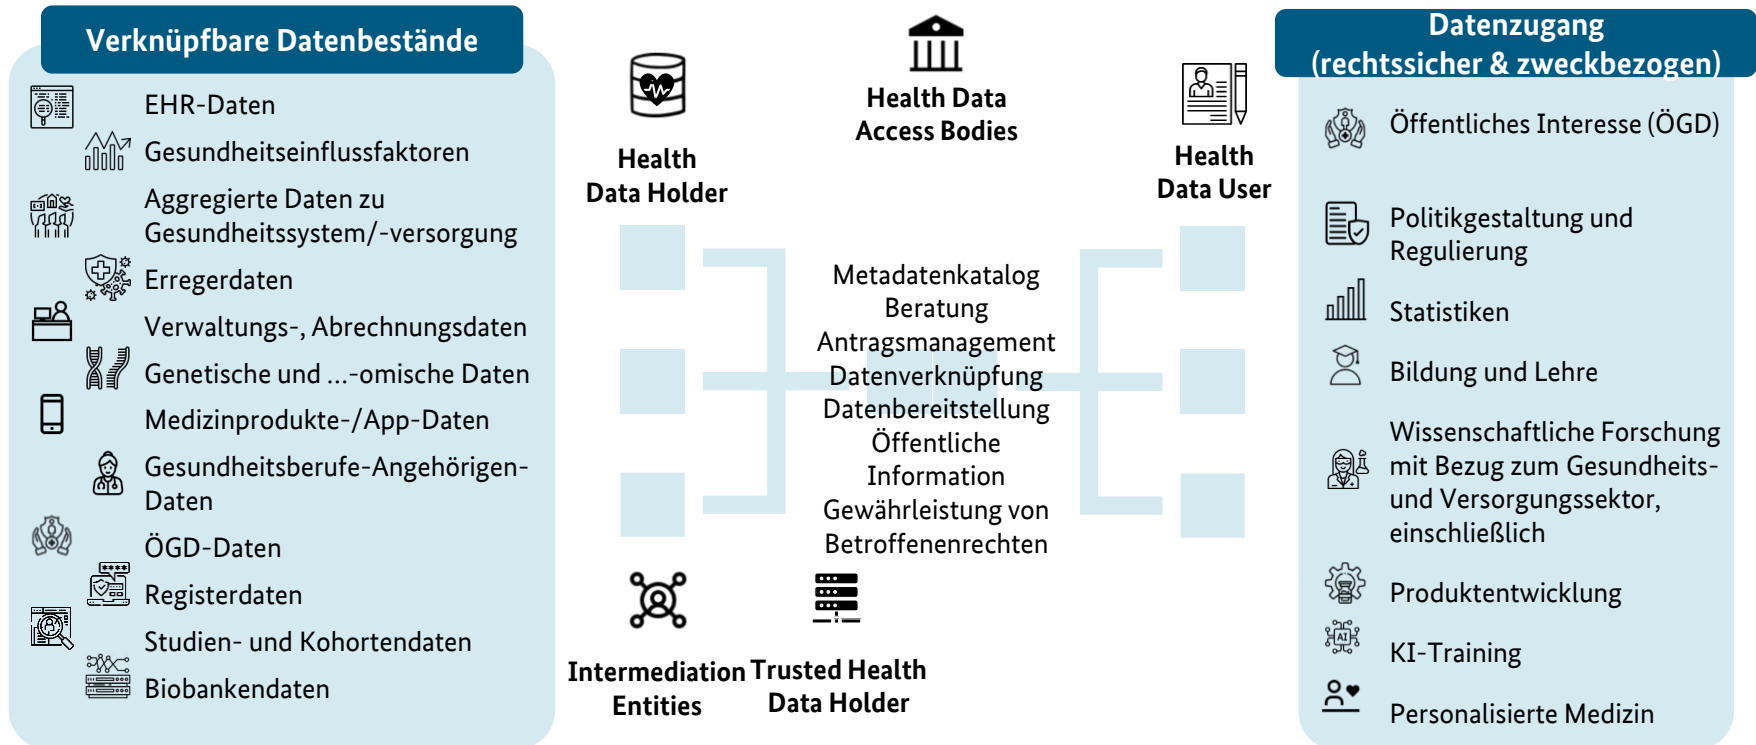 Verknüpfbare Datenbestände
EHR-Daten
Gesundheitseinflussfaktoren
Aggregierte Daten zu
Gesundheitssystem/-versorgung
Erregerdaten
Verwaltungs-, Abrechnungsdaten
Genetische und ...-omische Daten
Medizinprodukte-/App-Daten
Gesundheitsberufe-Angehörigen-
Daten
ÖGD-Daten
Registerdaten
Studien- und Kohortendaten
Biobankendaten
Health
Data Holder
Health Data
Access Bodies
Health
Data User
Metadatenkatalog
Beratung
Antragsmanagement
Datenverknüpfung
Datenbereitstellung
Öffentliche
Information
Gewährleistung von
Betroffenenrechten
Intermediation
Entities
Trusted Health
Data Holder
Datenzugang
(rechtssicher & zweckbezogen)
Öffentliches Interesse (ÖGD)
Politikgestaltung und
Regulierung
Statistiken
Bildung und Lehre
Wissenschaftliche Forschung
mit Bezug zum Gesundheits-
und Versorgungssektor,
einschließlich
Produktentwicklung
AI
KI-Training
Personalisierte Medizin